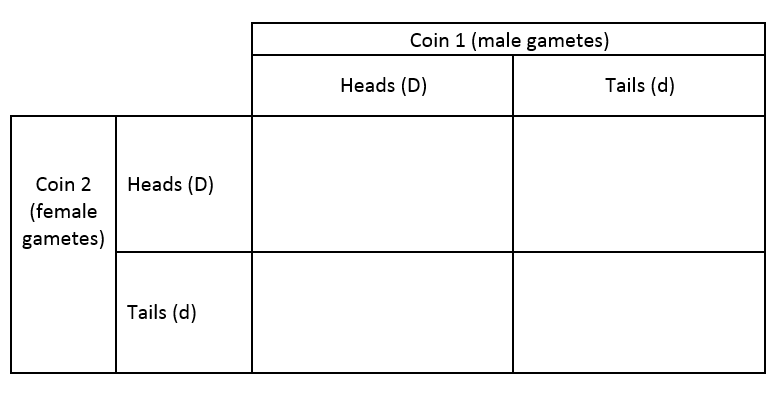 Coin 1 (male gametes)
Heads (D)
Tails (d)
Coin 2
(female
gametes)
Heads (D)
Tails (d)